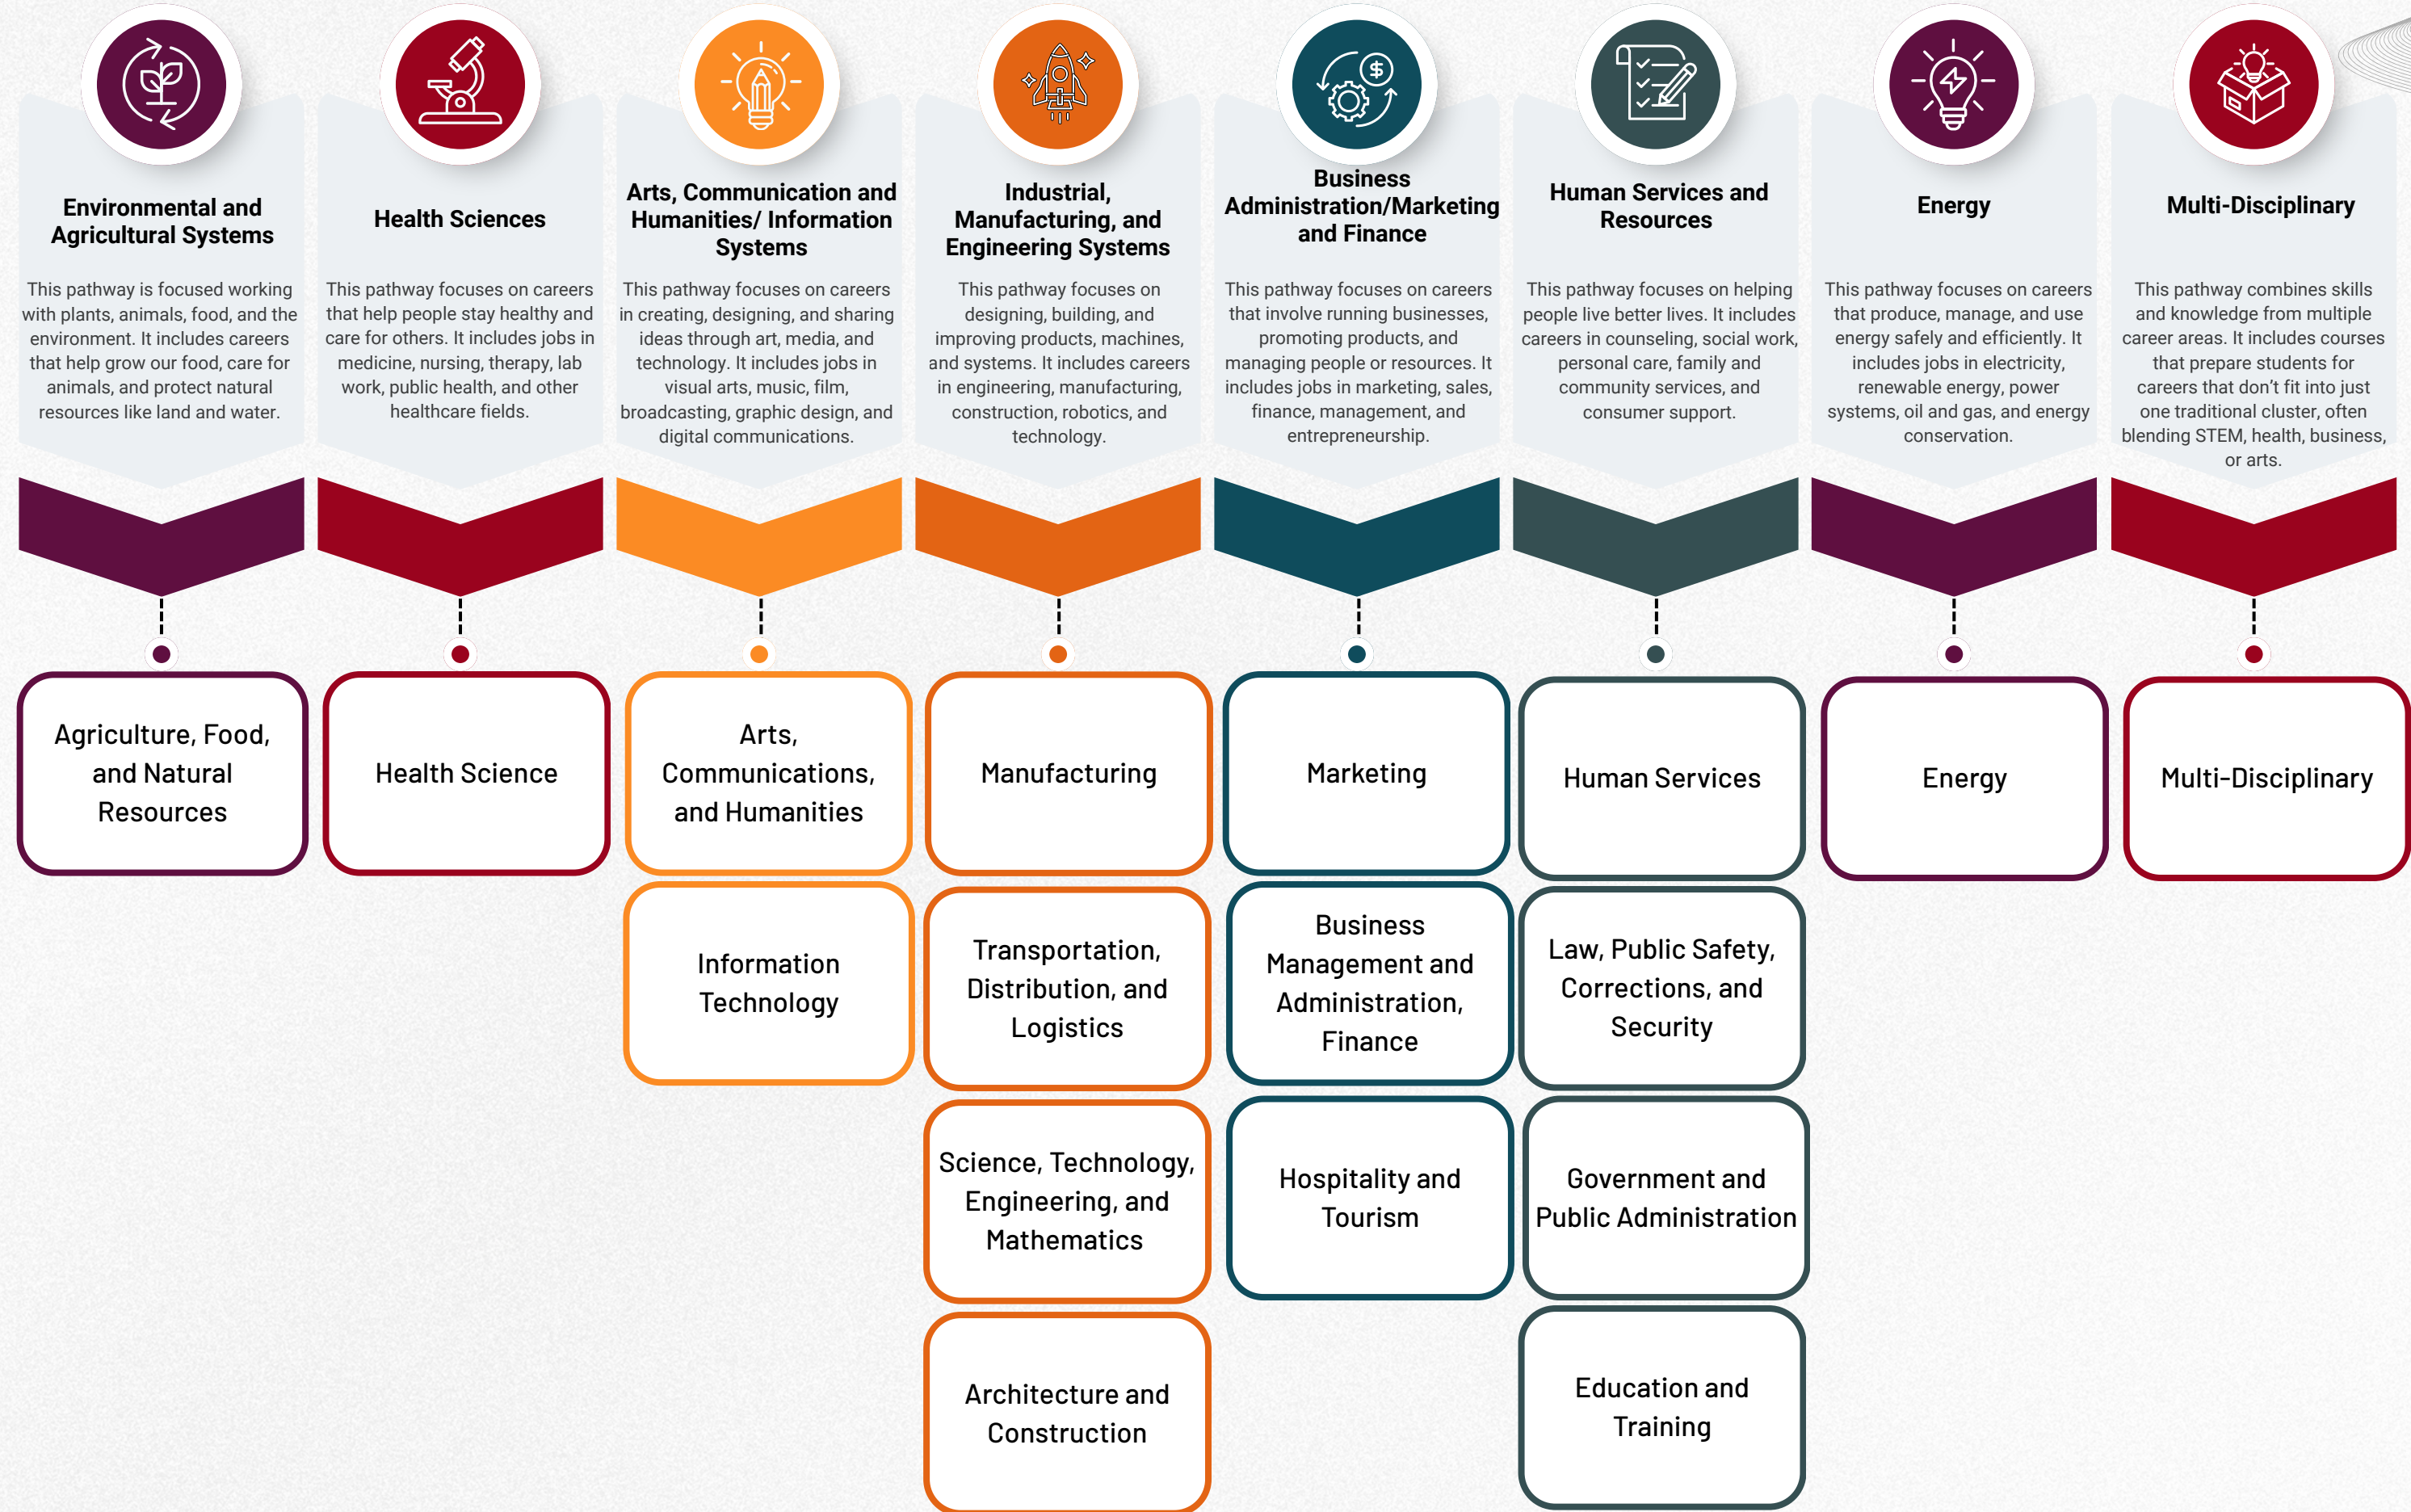 Environmental and
Agricultural Systems
This pathway is focused working
with plants, animals, food, and the
environment. It includes careers
that help grow our food, care for
animals, and protect natural
resources like land and water.
Health Sciences
This pathway focuses on careers
that help people stay healthy and
care for others. It includes jobs in
medicine, nursing, therapy, lab
work, public health, and other
healthcare fields.
Arts, Communication and
Humanities/ Information
Systems
This pathway focuses on careers
in creating, designing, and sharing
ideas through art, media, and
technology. It includes jobs in
visual arts, music, film,
broadcasting, graphic design, and
digital communications.
Industrial,
Manufacturing, and
Engineering Systems
This pathway focuses on
designing, building, and
improving products, machines,
and systems. It includes careers
in engineering, manufacturing,
construction, robotics, and
technology.
$
Business
Administration/Marketing
and Finance
This pathway focuses on careers
that involve running businesses,
promoting products, and
managing people or resources. It
includes jobs in marketing, sales,
finance, management, and
entrepreneurship.
Human Services and
Resources
This pathway focuses on helping
people live better lives. It includes
careers in counseling, social work,
personal care, family and
community services, and
consumer support.
Energy
This pathway focuses on careers
that produce, manage, and use
energy safely and efficiently. It
includes jobs in electricity,
renewable energy, power
systems, oil and gas, and energy
conservation.
Multi-Disciplinary
This pathway combines skills
and knowledge from multiple
career areas. It includes courses
that prepare students for
careers that don’t fit into just
one traditional cluster, often
blending STEM, health, business,
or arts.
Agriculture, Food,
and Natural
Resources
Health Science
Arts,
Communications,
and Humanities
Information
Technology
Manufacturing
Transportation,
Distribution, and
Logistics
Science, Technology,
Engineering, and
Mathematics
Architecture and
Construction
Marketing
Business
Management and
Administration,
Finance
Hospitality and
Tourism
Human Services
Law, Public Safety,
Corrections, and
Security
Government and
Public Administration
Education and
Training
Energy
Multi-Disciplinary